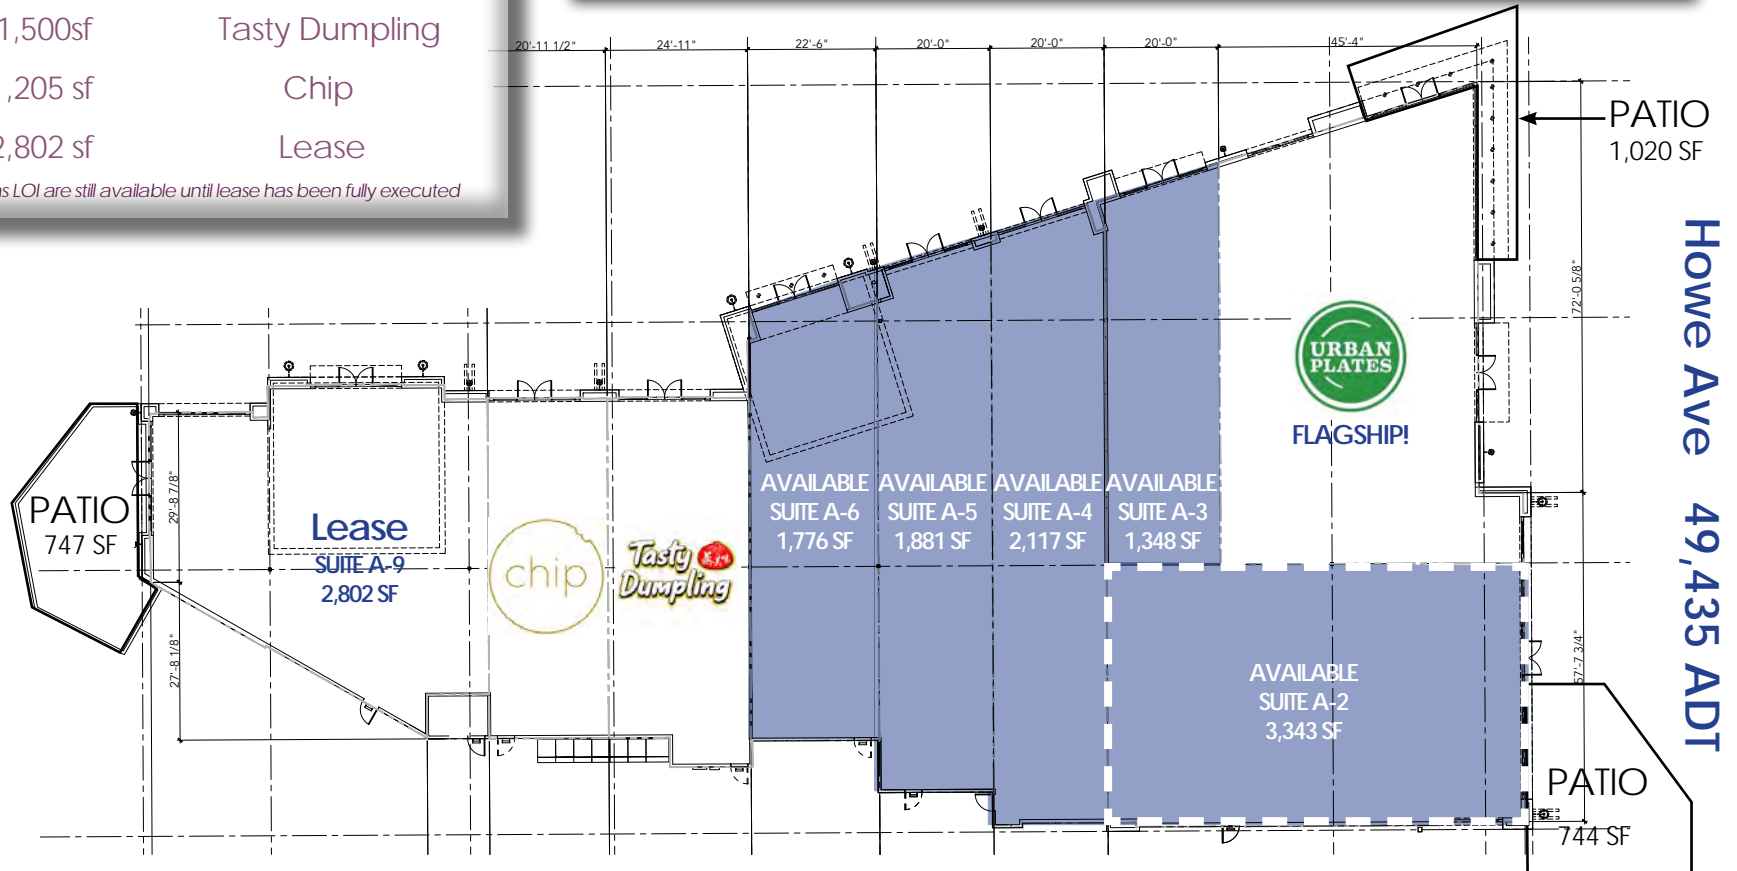 1,500sf Tasty Dumpling
,205 sf Chip
2,802 sf Lease
as LOI are still available until lease has been fully executed
20'-11 1/2" 24'-11" 22'-6" 20'-0" 20'-0" 20'-0" 45'-4"
PATIO
1,020 SF
72'-0 5/8"
Howe Ave 49,435 ADT
URBAN
PLATES
FLAGSHIP!
PATIO
747 SF
29'-8 7/8"
27'-8 1/8"
Lease
SUITE A-9
2,802 SF
chip
Tasty
Dumpling
AVAILABLE
SUITE A-6
1,776 SF
AVAILABLE
SUITE A-5
1,881 SF
AVAILABLE
SUITE A-4
2,117 SF
AVAILABLE
SUITE A-3
1,348 SF
AVAILABLE
SUITE A-2
3,343 SF
57'-7 3/4"
PATIO
744 SF